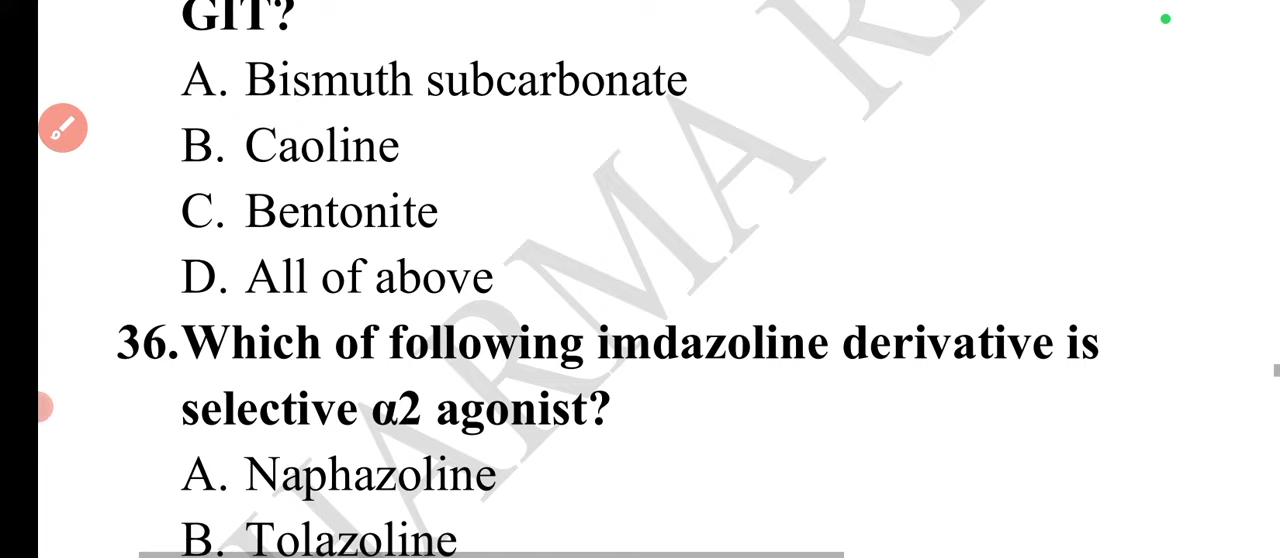 GIT?
A. Bismuth subcarbonate
B. Caoline
C. Bentonite
D. All of above
36.Which of following imdazoline derivative is
selective α2 agonist?
A. Naphazoline
B. Tolazoline